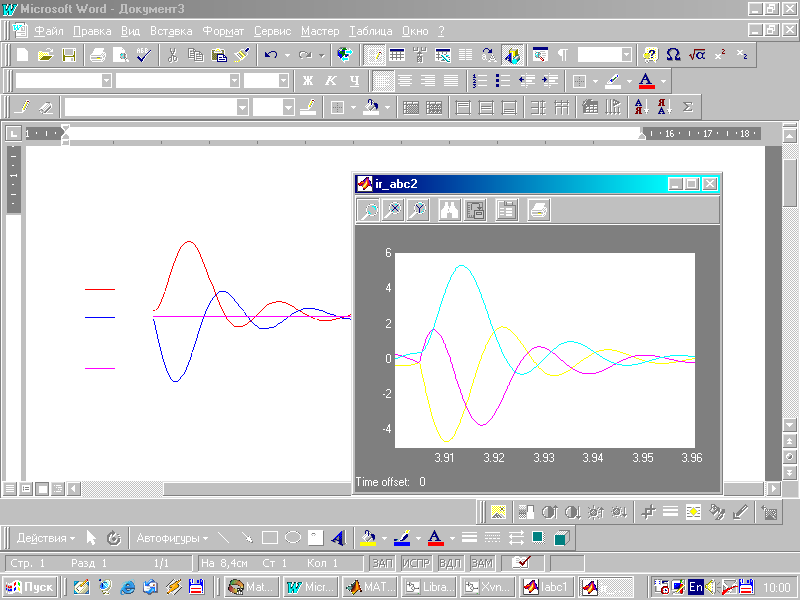 Microsoft Word - Документ3
Файл Правка Вид Вставка Формат Сервис Мастер Таблица Окно ?
Ж К Ч
1 16 17 18
ir_abc2
6
4
2
0
-2
-4
3.91 3.92 3.93 3.94 3.95 3.96
Time offset: 0
1
Действия Автофигуры
Стр. 1 Разд 1 1/1 На 8,4см Ст 1 Кол 1 ЗАП ИСПР ВДЛ ЗАМ
Пуск Mat... Micr... MAT... Libra... Xvn... Iabc1 En 10:00